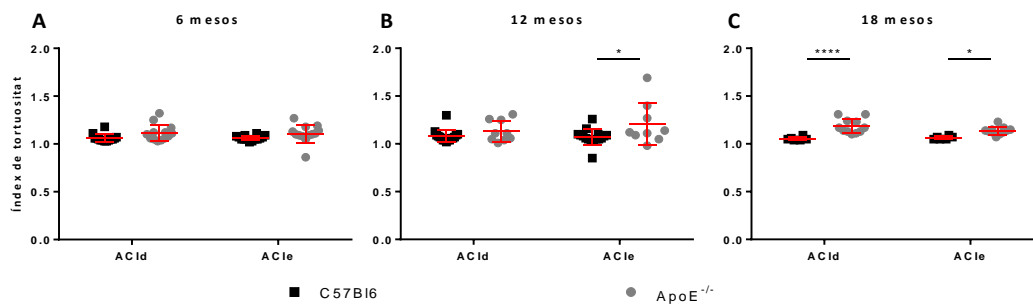 A
6 mesos
B
12 mesos
C
18 mesos
Índex de tortuositat
2.0
1.5
1.0
0.5
0.0
ACId
ACIe
2.0
1.5
1.0
0.5
0.0
*
ACId
ACIe
2.0
1.5
1.0
0.5
0.0
****
*
ACId
ACIe
C57Bl6
ApoE-/-